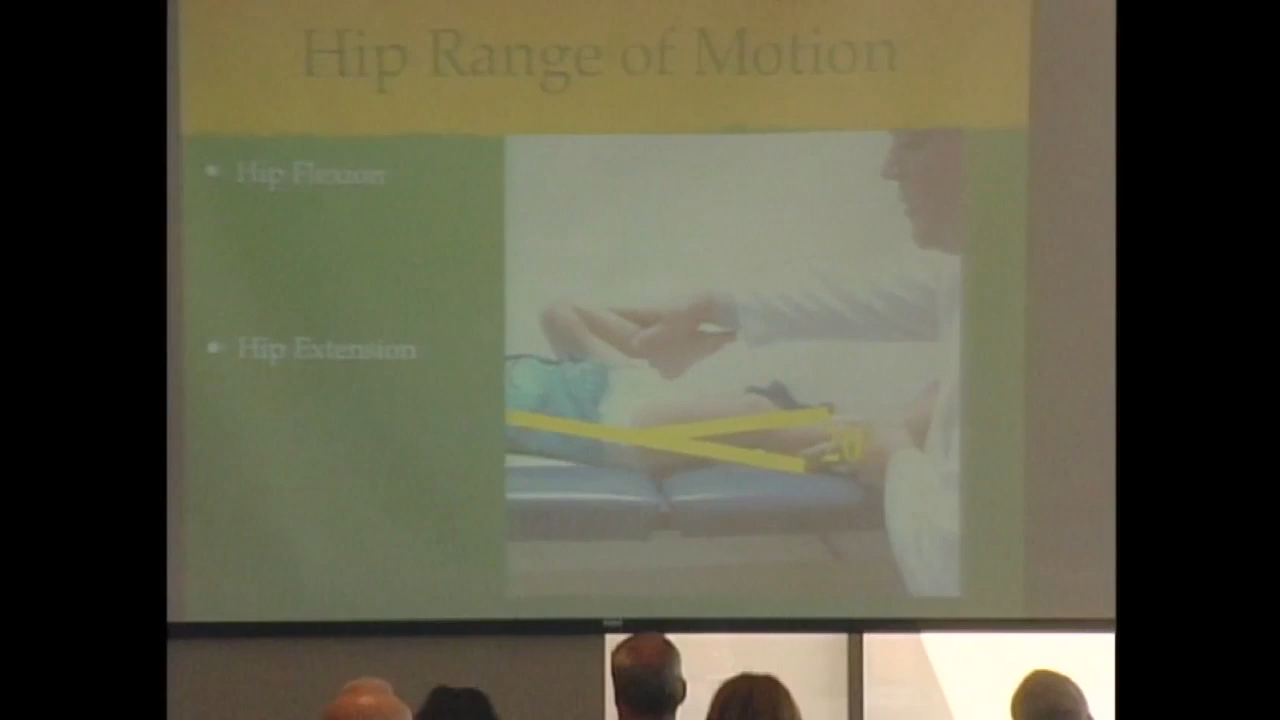 Hip Range of Motion
• Hip Flexion
• Hip Extension